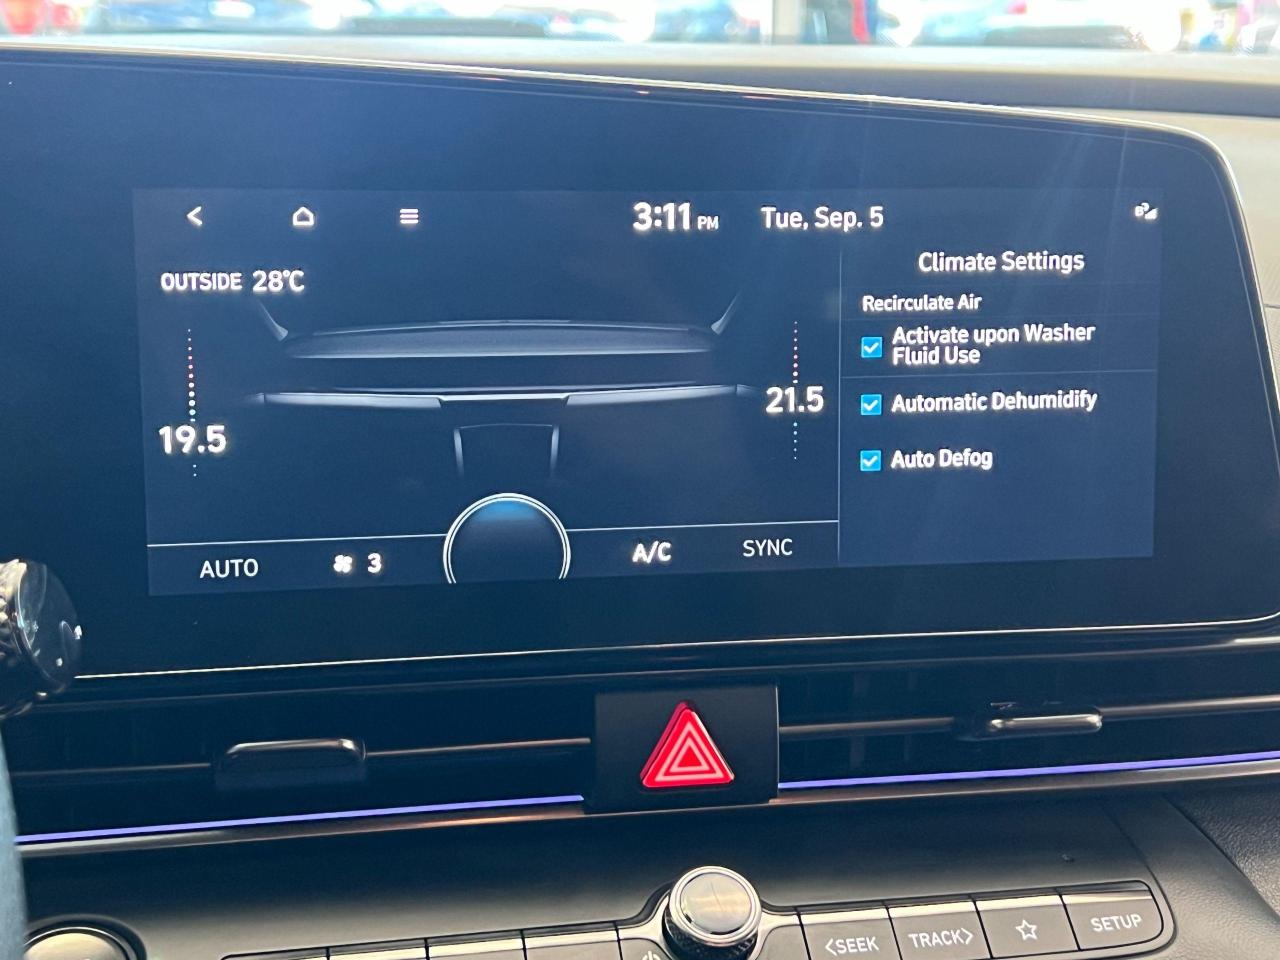 3:11 PM
Tue, Sep. 5
OUTSIDE 28°C
Climate Settings
Recirculate Air
Activate upon Washer
Fluid Use
Automatic Dehumidify
Auto Defog
19.5
21.5
AUTO
3
A/C
SYNC
<SEEK
TRACK>
SETUP